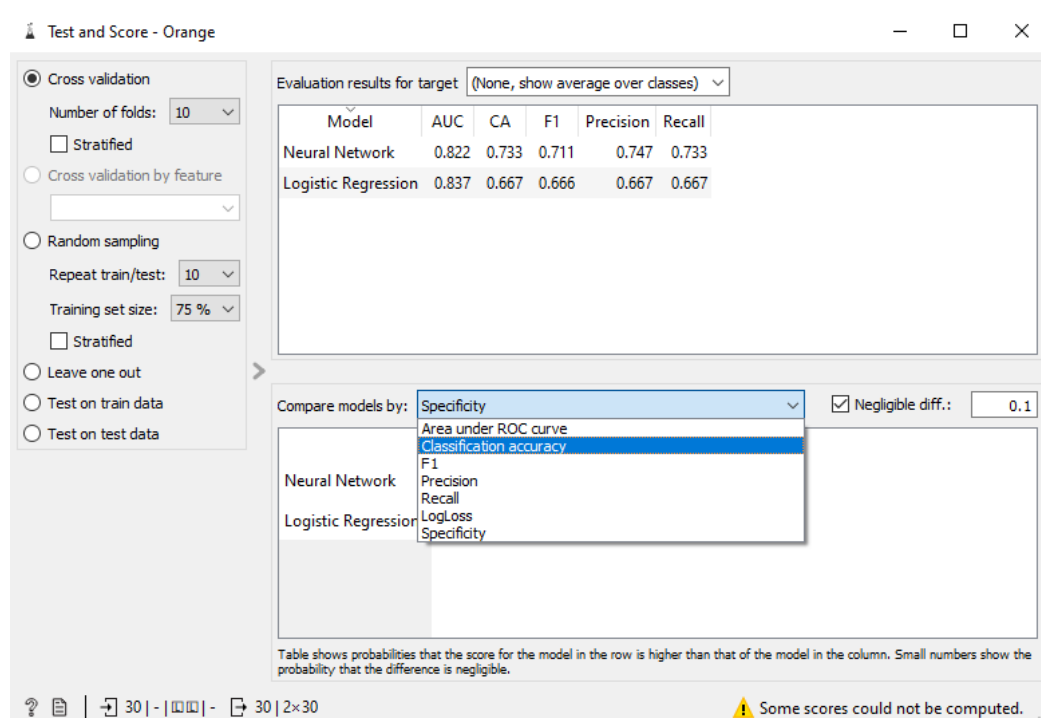 Test and Score - Orange
Cross validation
Number of folds: 10
Stratified
Cross validation by feature
Random sampling
Repeat train/test: 10
Training set size: 75 %
Stratified
Leave one out
Test on train data
Test on test data
Evaluation results for target (None, show average over classes)
Model AUC CA F1 Precision Recall
Neural Network 0.822 0.733 0.711 0.747 0.733
Logistic Regression 0.837 0.667 0.666 0.667 0.667
Compare models by: Specificity Negligible diff.: 0.1
Area under ROC curve
Classification accuracy
F1
Precision
Recall
LogLoss
Specificity
Neural Network
Logistic Regression
Table shows probabilities that the score for the model in the row is higher than that of the model in the column. Small numbers show the
probability that the difference is negligible.
? 30 | - | - 30 | 2×30
Some scores could not be computed.